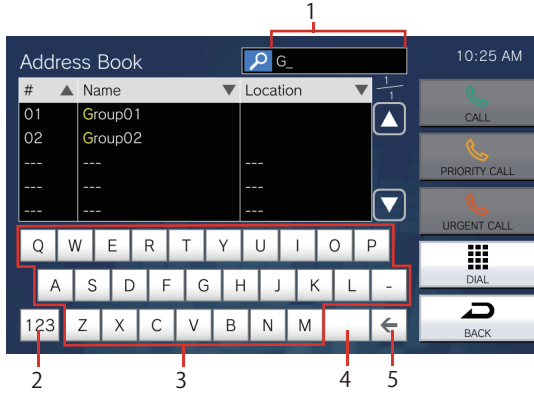 1
Address Book G_ 10:25 AM
# Name Location 1/1
01 Group01
02 Group02
--- --- ---
--- --- ---
--- --- ---
CALL
PRIORITY CALL
URGENT CALL
DIAL
BACK
Q W E R T Y U I O P
A S D F G H J K L -
123 Z X C V B N M
2 3 4 5